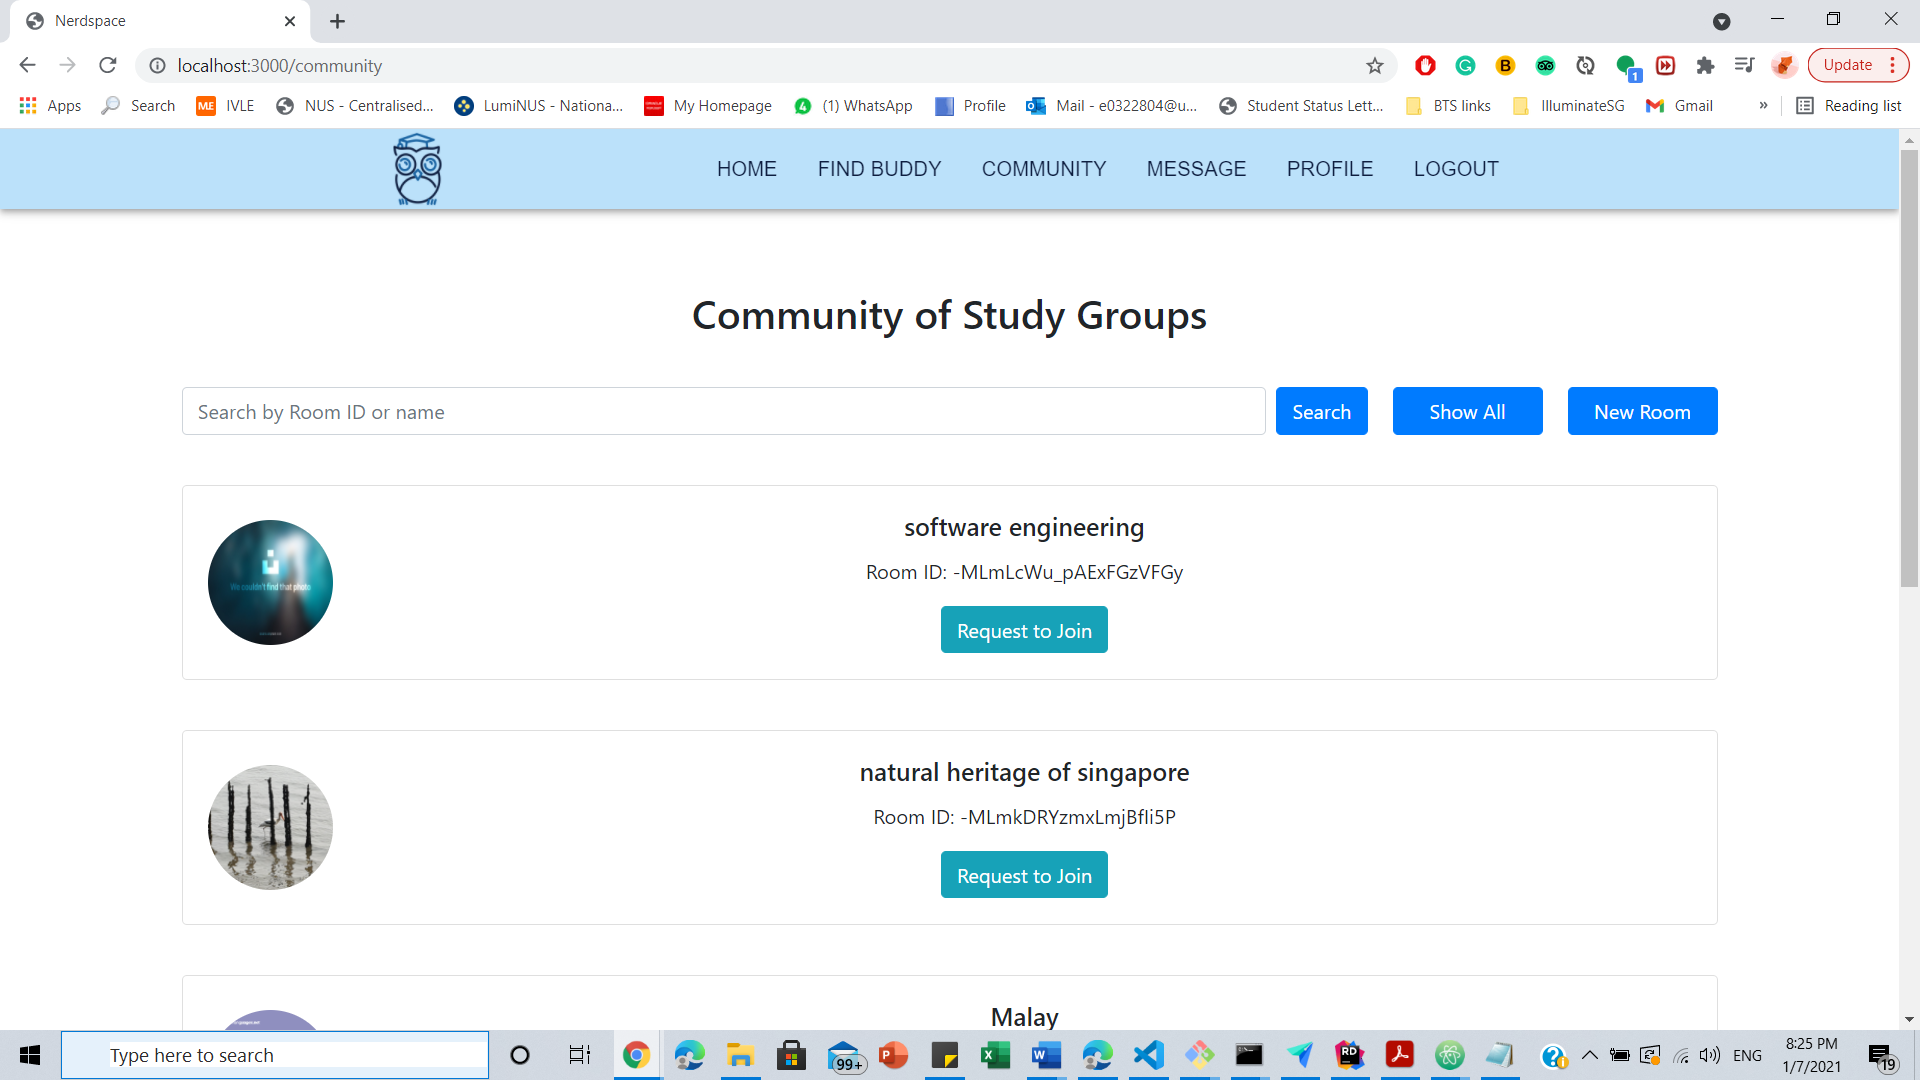 Nerdspace
localhost:3000/community
Update
Apps Search ME IVLE NUS - Centralised... LumiNUS - Nationa... My Homepage (1) WhatsApp Profile Mail - e0322804@u... Student Status Lett... BTS links IlluminateSG Gmail » Reading list
HOME FIND BUDDY COMMUNITY MESSAGE PROFILE LOGOUT
Community of Study Groups
Search by Room ID or name Search Show All New Room
We couldn't find that photo
software engineering
Room ID: -MLmLcWu_pAExFGzVFGy
Request to Join
natural heritage of singapore
Room ID: -MLmkDRYzmxLmjBfIi5P
Request to Join
Malay
Type here to search
99+
ENG
8:25 PM
1/7/2021
19